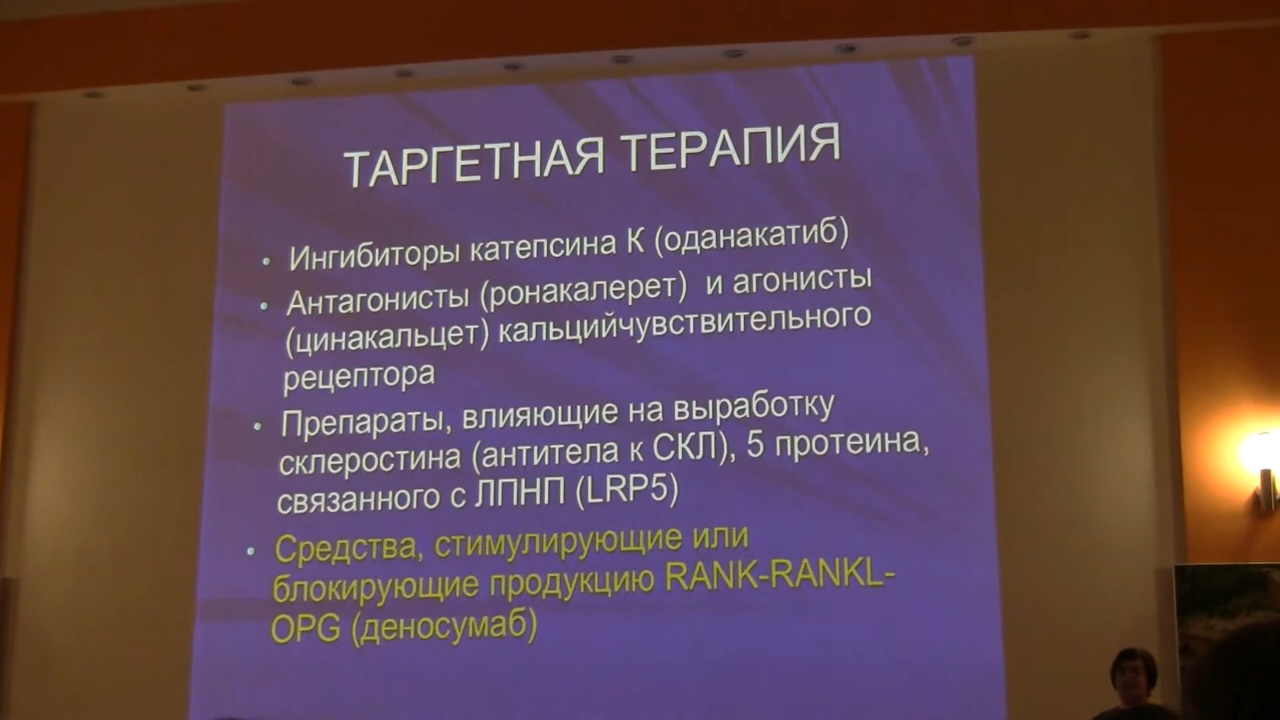 ТАРГЕТНАЯ ТЕРАПИЯ
• Ингибиторы катепсина К (оданакатиб)
• Антагонисты (ронакалерет) и агонисты
(цинакальцет) кальцийчувствительного
рецептора
• Препараты, влияющие на выработку
склеростина (антитела к СКЛ), 5 протеина,
связанного с ЛПНП (LRP5)
• Средства, стимулирующие или
блокирующие продукцию RANK-RANKL-
OPG (деносумаб)